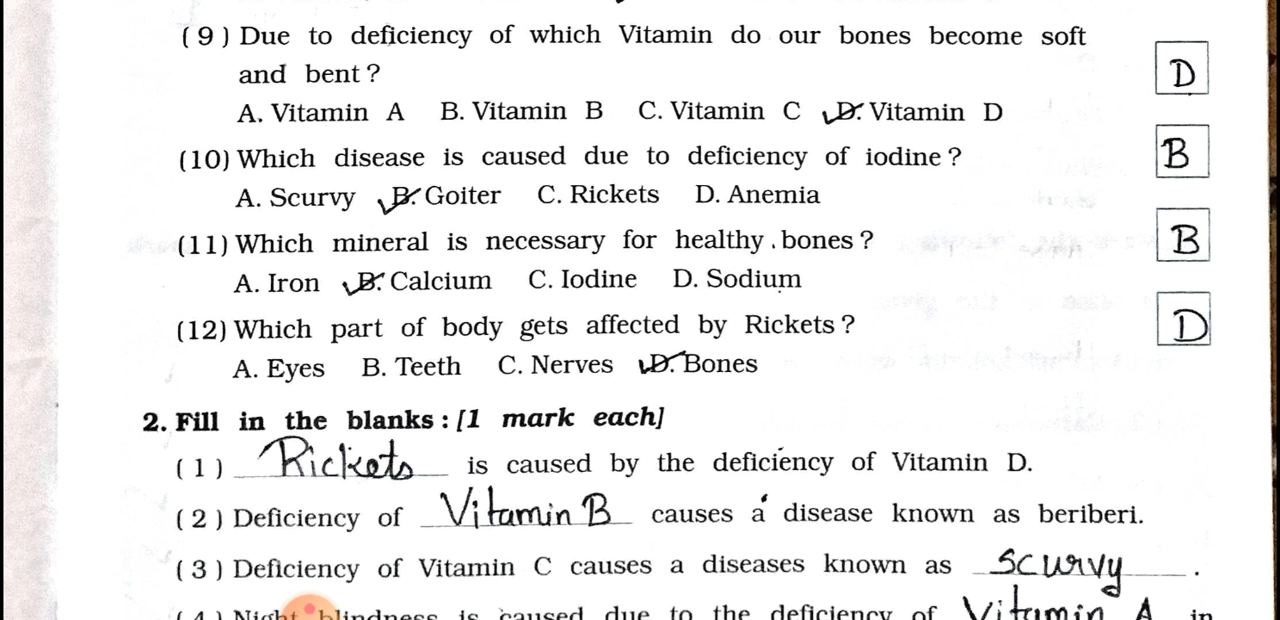 (9) Due to deficiency of which Vitamin do our bones become soft
and bent? D
A. Vitamin A B. Vitamin B C. Vitamin C D. Vitamin D
(10) Which disease is caused due to deficiency of iodine? B
A. Scurvy B. Goiter C. Rickets D. Anemia
(11) Which mineral is necessary for healthy bones? B
A. Iron B. Calcium C. Iodine D. Sodium
(12) Which part of body gets affected by Rickets? D
A. Eyes B. Teeth C. Nerves D. Bones
2. Fill in the blanks: [1 mark each]
(1) Rickets is caused by the deficiency of Vitamin D.
(2) Deficiency of Vitamin B causes a disease known as beriberi.
(3) Deficiency of Vitamin C causes a diseases known as scurvy.
(4) Night blindness is caused due to the deficiency of Vitamin A in